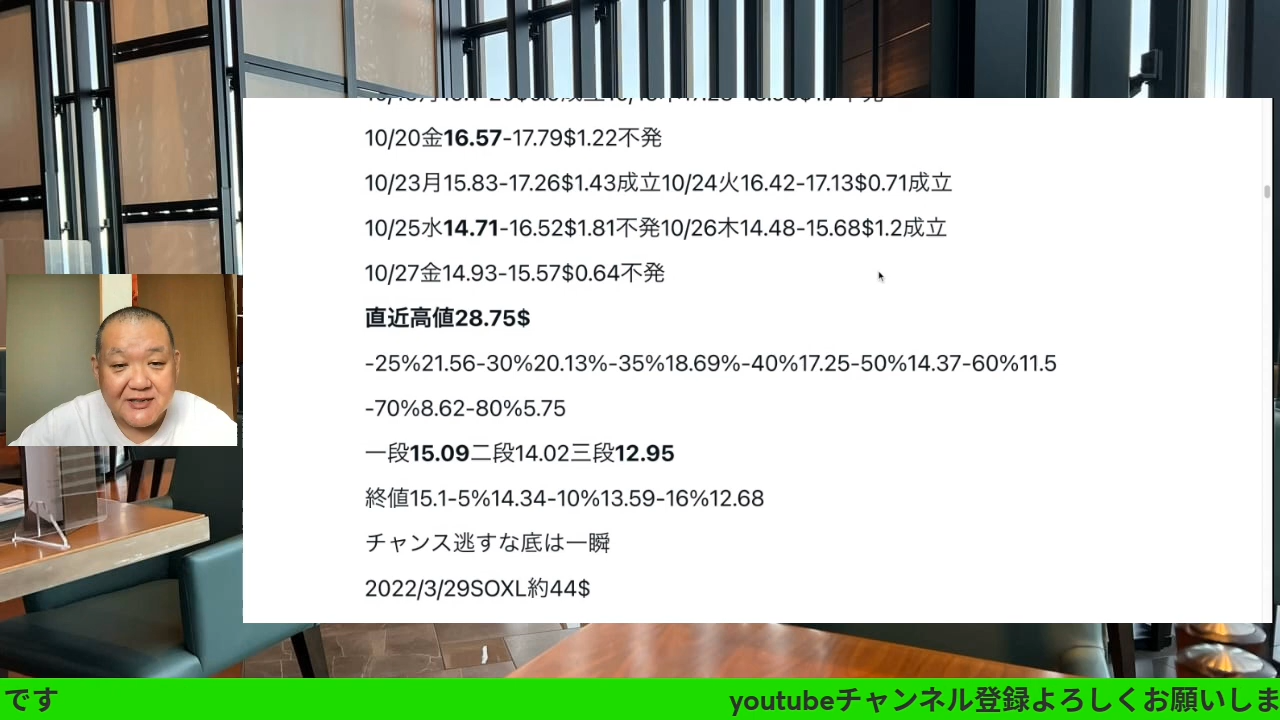 10/20金16.57-17.79$1.22不発
10/23月15.83-17.26$1.43成立10/24火16.42-17.13$0.71成立
10/25水14.71-16.52$1.81不発10/26木14.48-15.68$1.2成立
10/27金14.93-15.57$0.64不発
直近高値28.75$
-25%21.56-30%20.13%-35%18.69%-40%17.25-50%14.37-60%11.5
-70%8.62-80%5.75
一段15.09二段14.02三段12.95
終値15.1-5%14.34-10%13.59-16%12.68
チャンス逃すな底は一瞬
2022/3/29SOXL約44$
です
youtubeチャンネル登録よろしくお願いしま